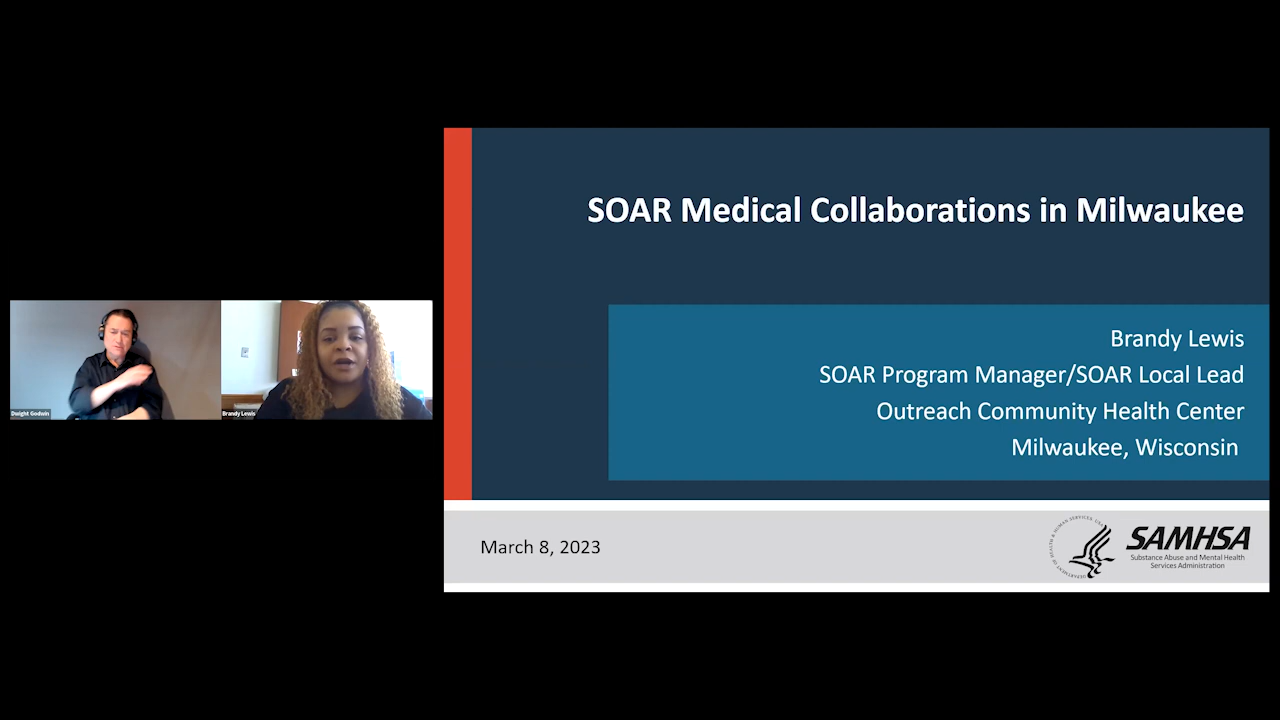 SOAR Medical Collaborations in Milwaukee
Brandy Lewis
SOAR Program Manager/SOAR Local Lead
Outreach Community Health Center
Milwaukee, Wisconsin
Dwight Godwin
Brandy Lewis
March 8, 2023
SAMHSA
Substance Abuse and Mental Health
Services Administration